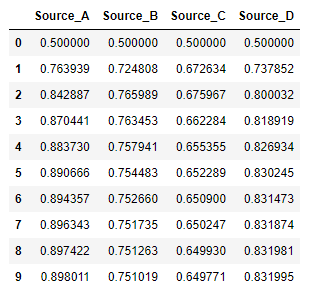 Source_A Source_B Source_C Source_D
0 0.500000 0.500000 0.500000 0.500000
1 0.763939 0.724808 0.672634 0.737852
2 0.842887 0.765989 0.675967 0.800032
3 0.870441 0.763453 0.662284 0.818919
4 0.883730 0.757941 0.655355 0.826934
5 0.890666 0.754483 0.652289 0.830245
6 0.894357 0.752660 0.650900 0.831473
7 0.896343 0.751735 0.650247 0.831874
8 0.897422 0.751263 0.649930 0.831981
9 0.898011 0.751019 0.649771 0.831995